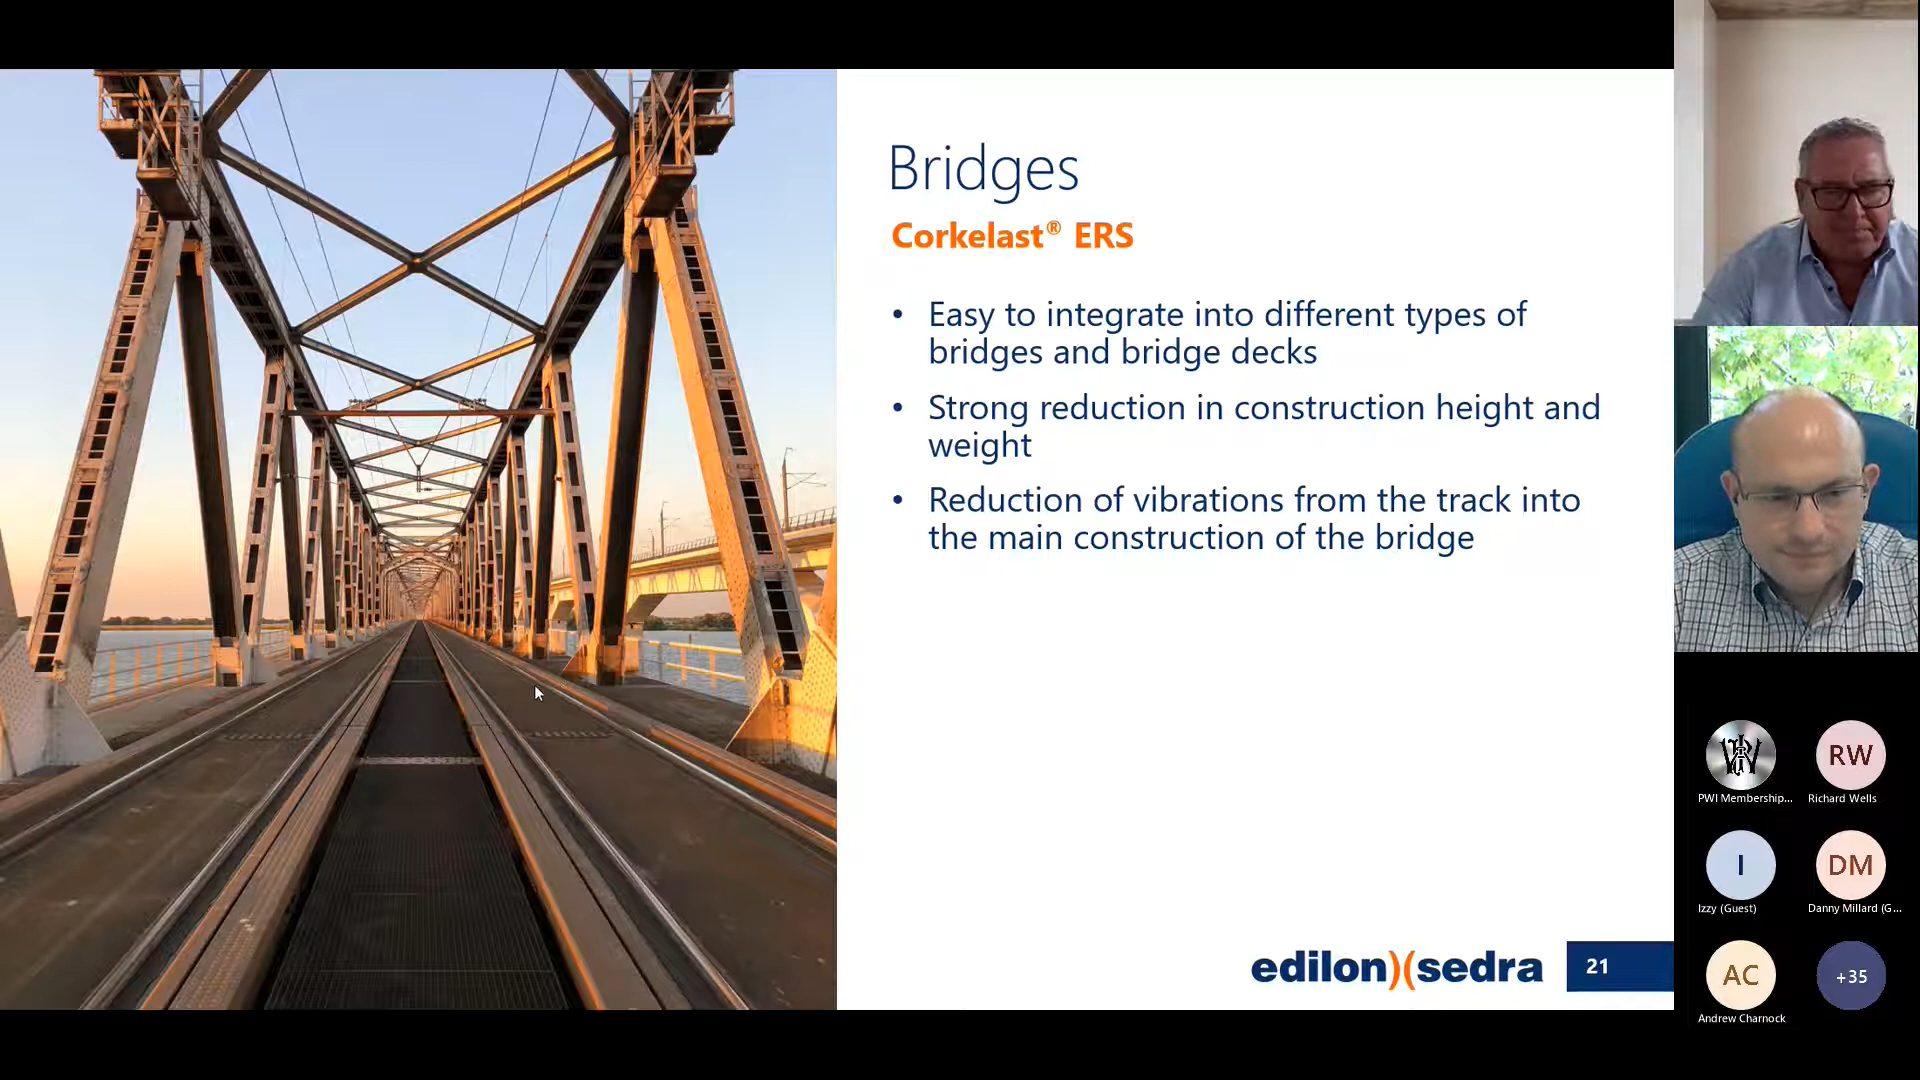 Bridges
Corkelast® ERS
• Easy to integrate into different types of
bridges and bridge decks
• Strong reduction in construction height and
weight
• Reduction of vibrations from the track into
the main construction of the bridge
edilon)(sedra
21
PWI Membership...
RW
Richard Wells
I
Izzy (Guest)
DM
Danny Millard (G...
AC
Andrew Charnock
+35